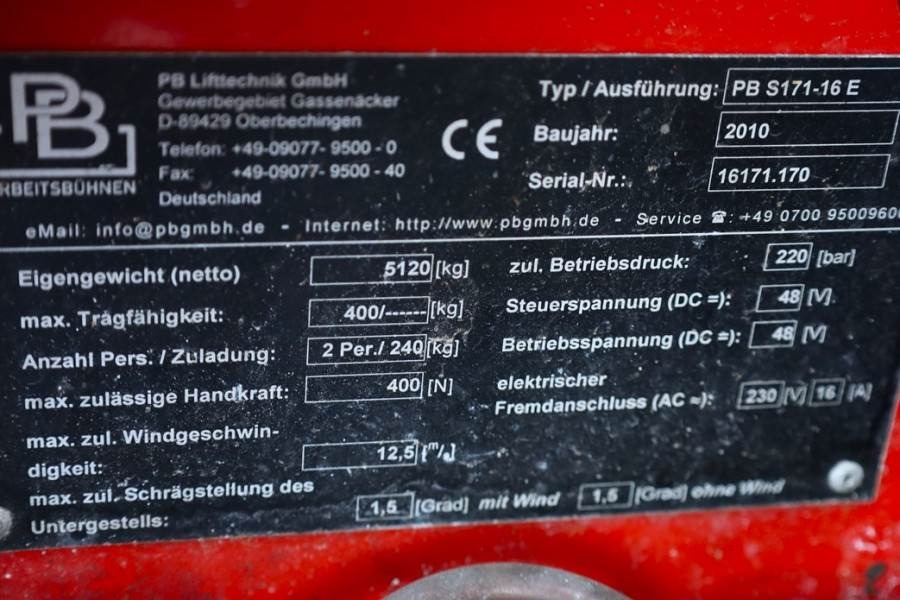 PB
ARBEITSBÜHNEN
PB Lifttechnik GmbH
Gewerbegebiet Gassenäcker
D-89429 Oberbechingen
Telefon: +49-09077- 9500 - 0
Fax: +49-09077- 9500 - 40
Deutschland
CE
Typ / Ausführung: PB S171-16 E
Baujahr: 2010
Serial-Nr.: 16171.170
eMail: info@pbgmbh.de - Internet: http://www.pbgmbh.de - Service ☎: +49 0700 9500960
Eigengewicht (netto) 5120 [kg]
max. Tragfähigkeit: 400/------ [kg]
Anzahl Pers. / Zuladung: 2 Per./ 240 [kg]
max. zulässige Handkraft: 400 [N]
max. zul. Windgeschwin-
digkeit: 12,5 [m/s]
max. zul. Schrägstellung des
Untergestells: 1,5 [Grad] mit Wind 1,5 [Grad] ohne Wind
zul. Betriebsdruck: 220 [bar]
Steuerspannung (DC =): 48 [V]
Betriebsspannung (DC =): 48 [V]
elektrischer
Fremdanschluss (AC ≈): 230 [V] 16 [A]